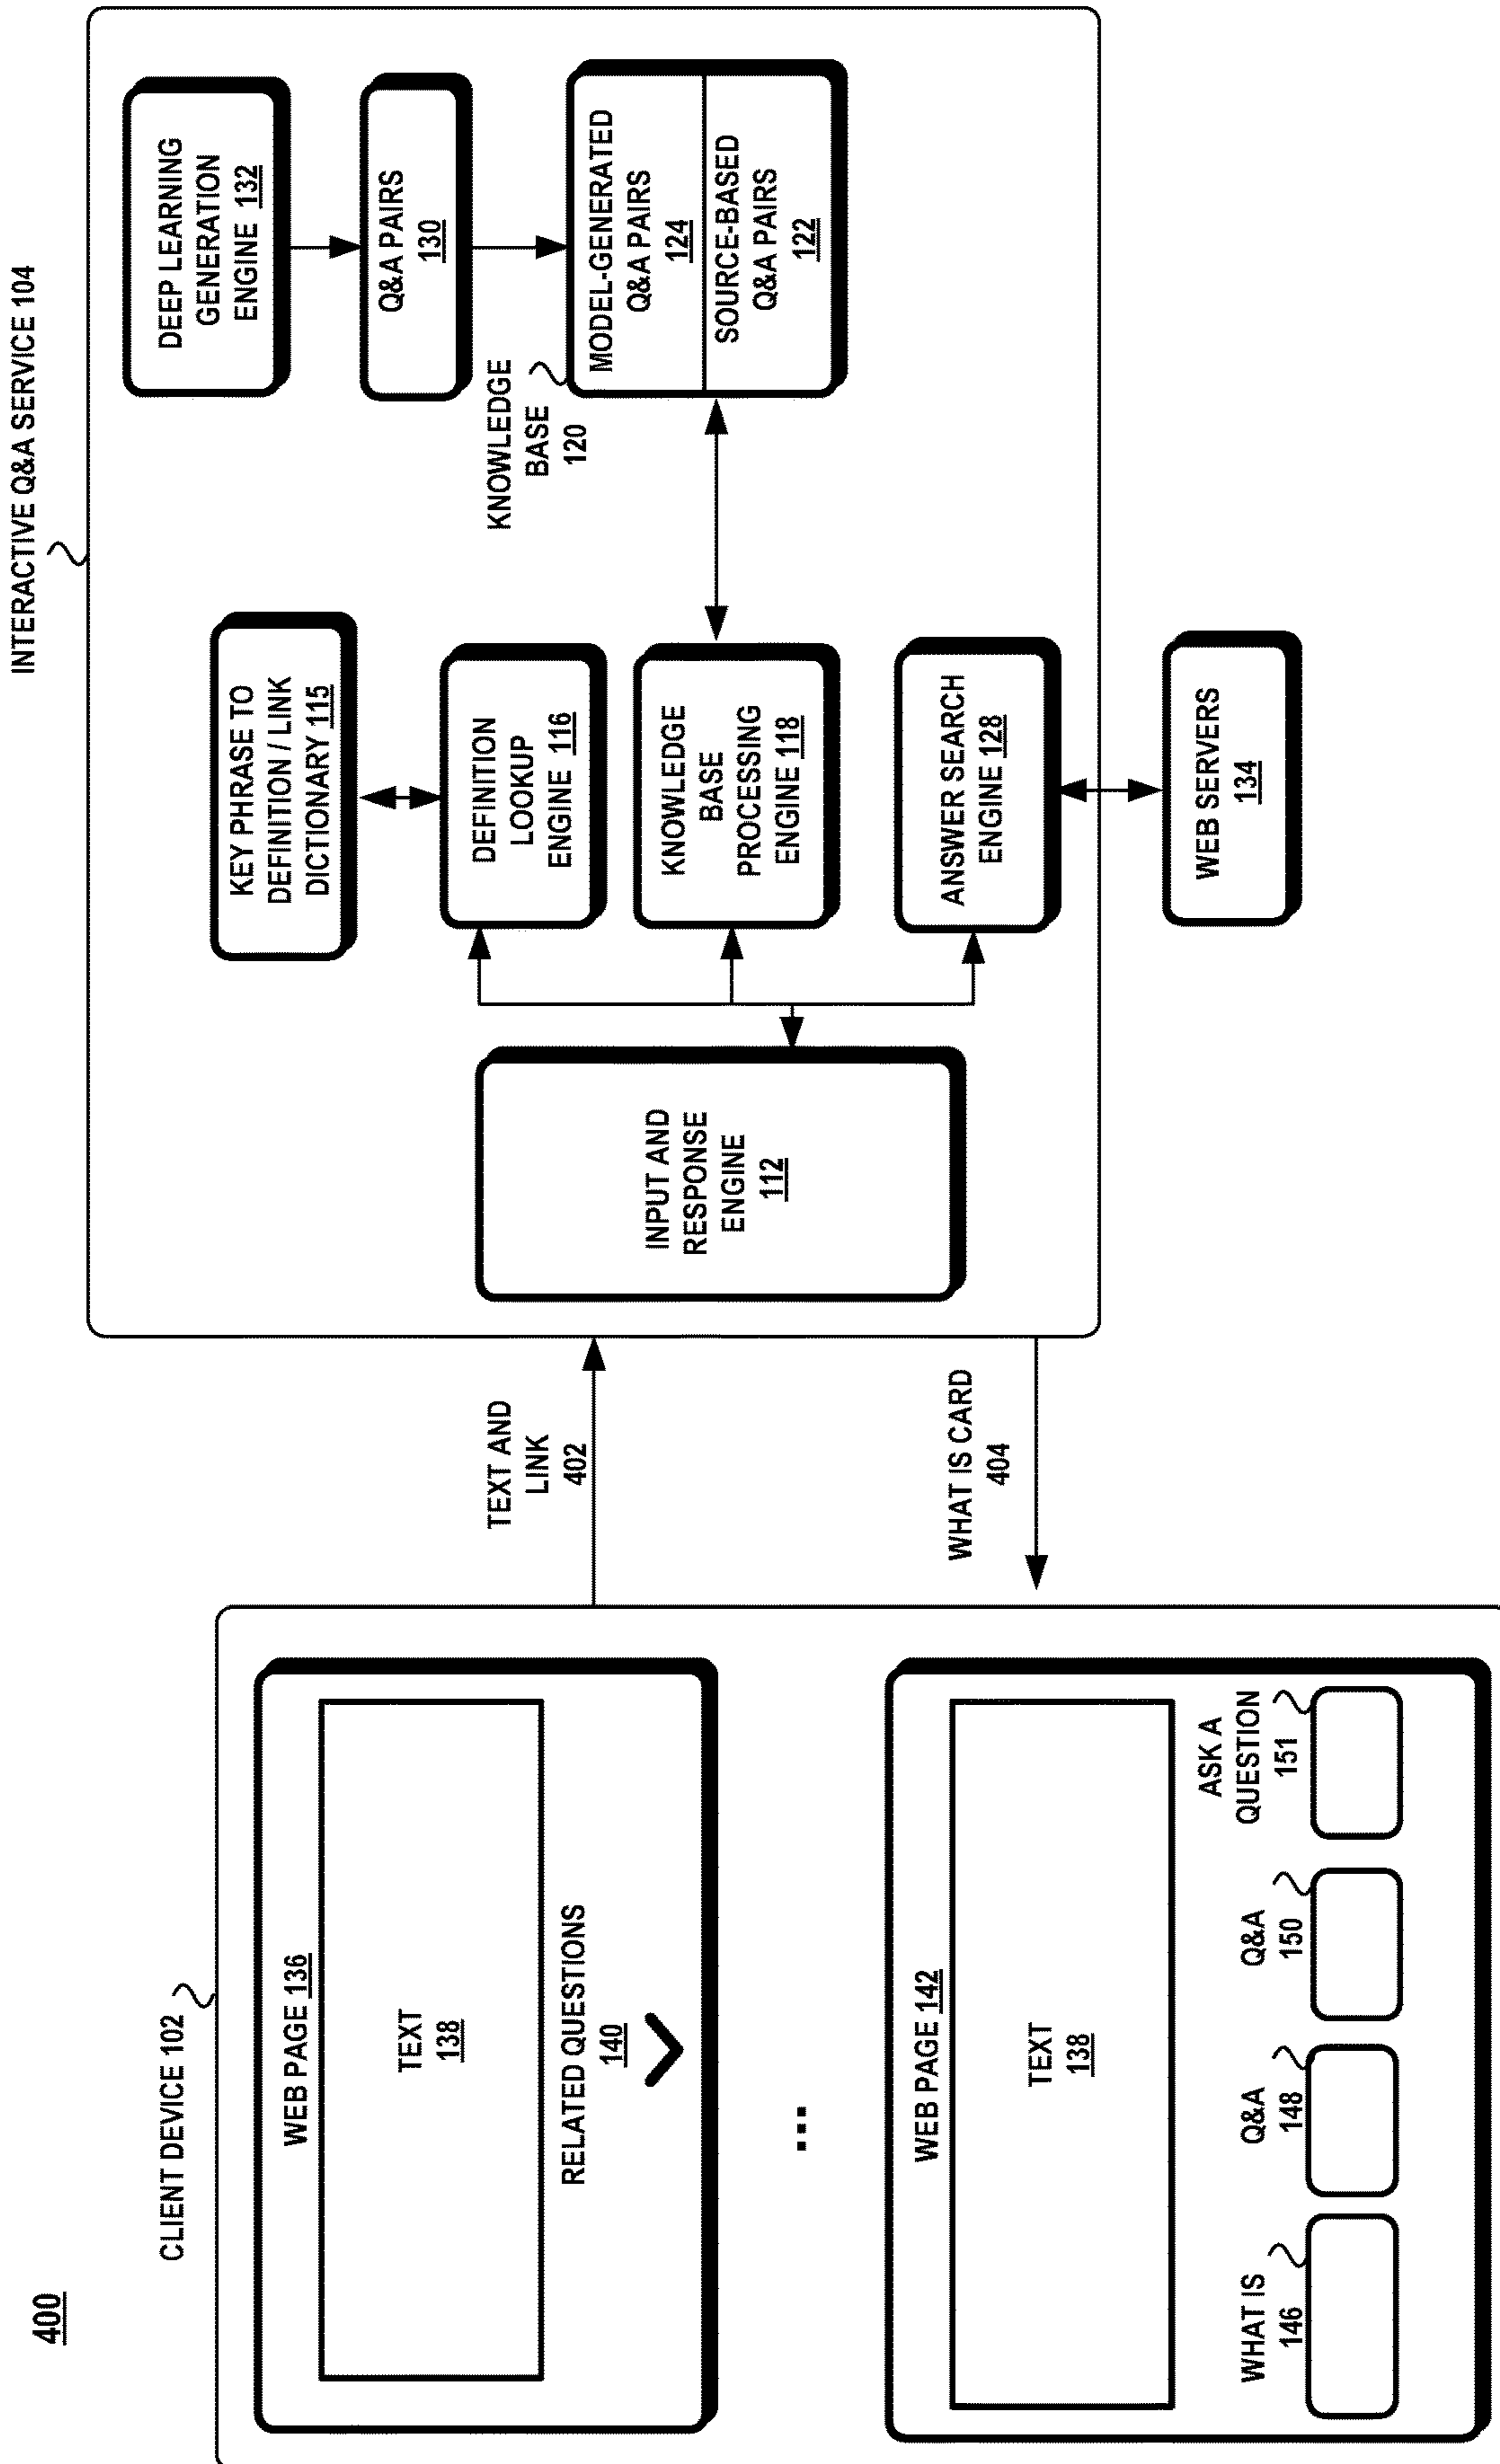 400
CLIENT DEVICE 102
WEB PAGE 136
TEXT
138
RELATED QUESTIONS
140
...
WEB PAGE 142
TEXT
138
WHAT IS
146
Q&A
148
Q&A
150
ASK A
QUESTION
151
TEXT AND
LINK
402
WHAT IS CARD
404
INTERACTIVE Q&A SERVICE 104
INPUT AND
RESPONSE
ENGINE
112
KEY PHRASE TO
DEFINITION / LINK
DICTIONARY 115
DEFINITION
LOOKUP
ENGINE 116
KNOWLEDGE
BASE
PROCESSING
ENGINE 118
ANSWER SEARCH
ENGINE 128
WEB SERVERS
134
DEEP LEARNING
GENERATION
ENGINE 132
Q&A PAIRS
130
KNOWLEDGE
BASE
120
MODEL-GENERATED
Q&A PAIRS
124
SOURCE-BASED
Q&A PAIRS
122